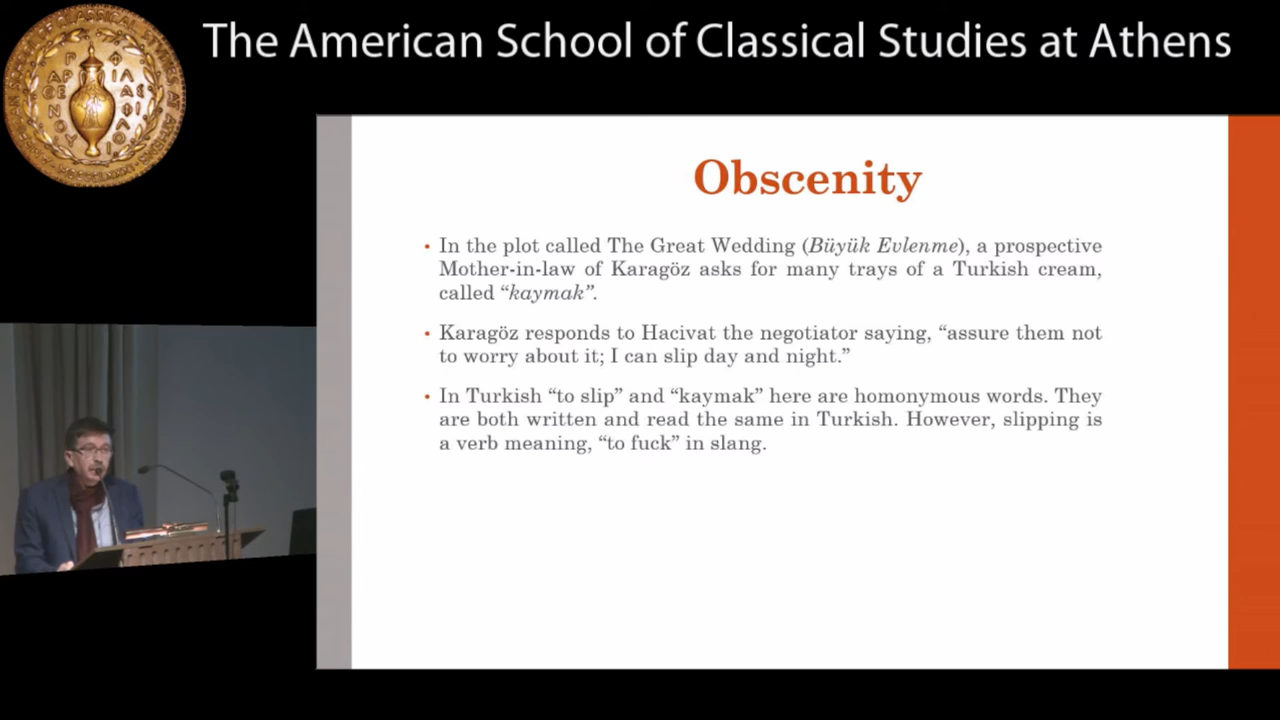 The American School of Classical Studies at Athens
Obscenity
• In the plot called The Great Wedding (Büyük Evlenme), a prospective
Mother-in-law of Karagöz asks for many trays of a Turkish cream,
called “kaymak”.
• Karagöz responds to Hacivat the negotiator saying, “assure them not
to worry about it; I can slip day and night.”
• In Turkish “to slip” and “kaymak” here are homonymous words. They
are both written and read the same in Turkish. However, slipping is
a verb meaning, “to fuck” in slang.